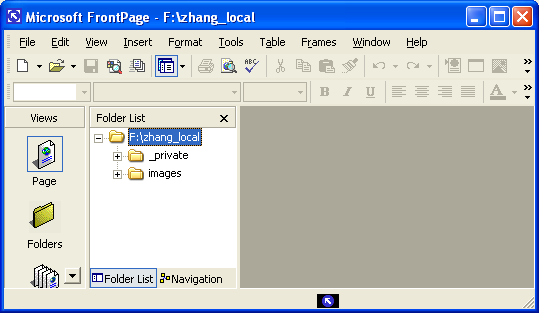 Microsoft FrontPage - F:\zhang_local
File Edit View Insert Format Tools Table Frames Window Help
ABC
B I U A
Views
Folder List
F:\zhang_local
_private
images
Page
Folders
Folder List Navigation